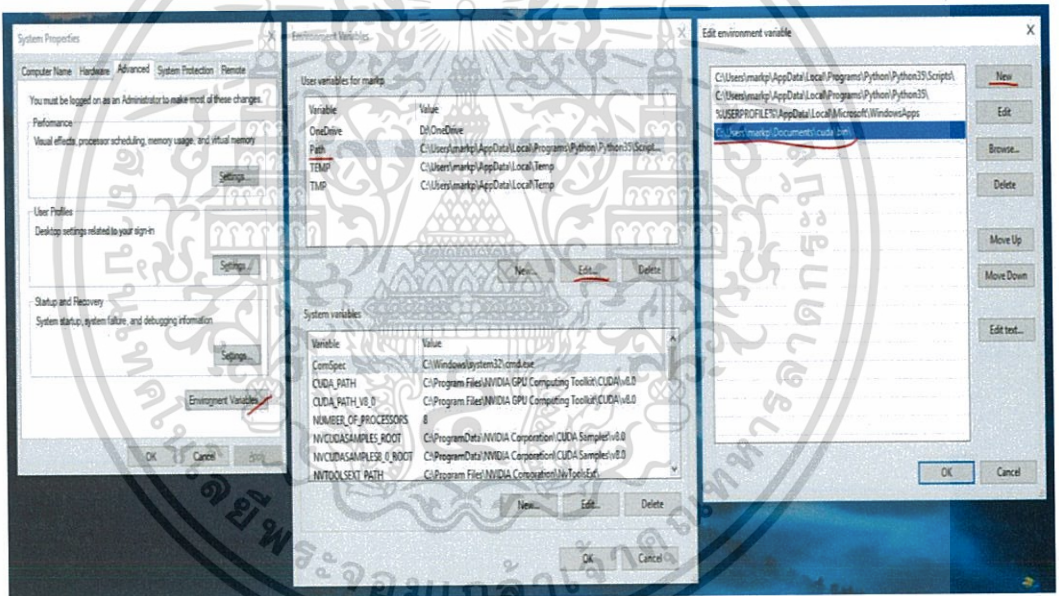 System Properties
Computer Name Hardware Advanced System Protection Remote
You must be logged on as an Administrator to make most of these changes.
Performance
Visual effects, processor scheduling, memory usage, and virtual memory
Settings...
User Profiles
Desktop settings related to your sign-in
Settings...
Startup and Recovery
System startup, system failure, and debugging information
Settings...
Environment Variables...
OK Cancel Apply
Environment Variables X
User variables for markp
Variable Value
OneDrive D:\OneDrive
Path C:\Users\markp\AppData\Local\Programs\Python\Python35\Script...
TEMP C:\Users\markp\AppData\Local\Temp
TMP C:\Users\markp\AppData\Local\Temp
New... Edit... Delete
System variables
Variable Value
ComSpec C:\Windows\system32\cmd.exe
CUDA_PATH C:\Program Files\NVIDIA GPU Computing Toolkit\CUDA\v8.0
CUDA_PATH_V8_0 C:\Program Files\NVIDIA GPU Computing Toolkit\CUDA\v8.0
NUMBER_OF_PROCESSORS 8
NVCUDASAMPLES_ROOT C:\ProgramData\NVIDIA Corporation\CUDA Samples\v8.0
NVCUDASAMPLES8_0_ROOT C:\ProgramData\NVIDIA Corporation\CUDA Samples\v8.0
NVTOOLSEXT_PATH C:\Program Files\NVIDIA Corporation\NvToolsExt\
New... Edit... Delete
OK Cancel
Edit environment variable X
C:\Users\markp\AppData\Local\Programs\Python\Python35\Scripts\
C:\Users\markp\AppData\Local\Programs\Python\Python35\
%USERPROFILE%\AppData\Local\Microsoft\WindowsApps
C:\Users\markp\Documents\cuda\bin
New
Edit
Browse...
Delete
Move Up
Move Down
Edit text...
OK Cancel